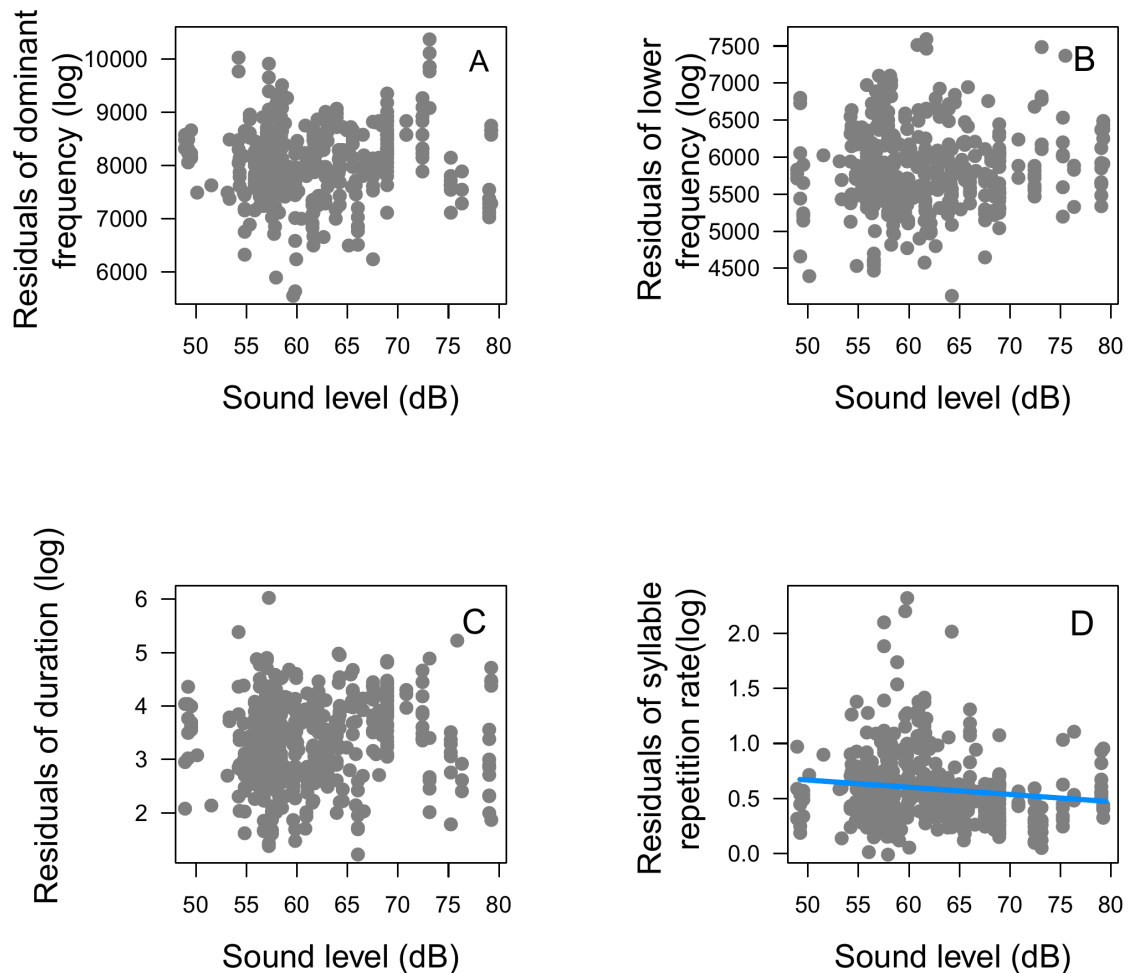 Residuals of dominant
frequency (log)
10000
9000
8000
7000
6000
A
50 55 60 65 70 75 80
Sound level (dB)
Residuals of lower
frequency (log)
7500
7000
6500
6000
5500
5000
4500
B
50 55 60 65 70 75 80
Sound level (dB)
Residuals of duration (log)
6
5
4
3
2
C
50 55 60 65 70 75 80
Sound level (dB)
Residuals of syllable
repetition rate(log)
2.0
1.5
1.0
0.5
0.0
D
50 55 60 65 70 75 80
Sound level (dB)